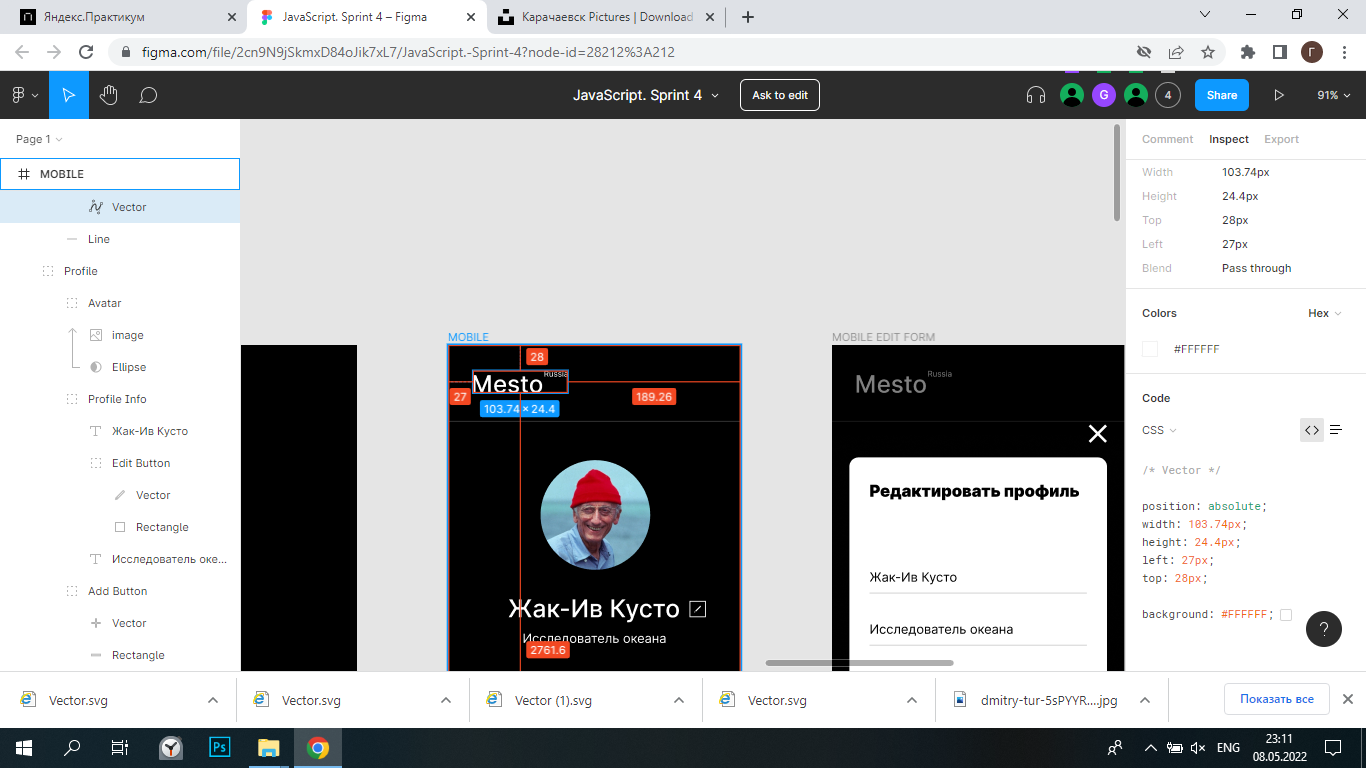 Яндекс.Практикум
JavaScript. Sprint 4 – Figma
Карачаевск Pictures | Download
figma.com/file/2cn9N9jSkmxD84oJik7xL7/JavaScript.-Sprint-4?node-id=28212%3A212
Г
JavaScript. Sprint 4
Ask to edit
G
4
Share
91%
Page 1
MOBILE
Vector
Line
Profile
Avatar
image
Ellipse
Profile Info
Жак-Ив Кусто
Edit Button
Vector
Rectangle
Исследователь оке...
Add Button
Vector
Rectangle
MOBILE
28
Mesto
Russia
27
189.26
103.74 × 24.4
Жак-Ив Кусто
Исследователь океана
2761.6
MOBILE EDIT FORM
Mesto
Russia
Редактировать профиль
Жак-Ив Кусто
Исследователь океана
Comment
Inspect
Export
Width 103.74px
Height 24.4px
Top 28px
Left 27px
Blend Pass through
Colors
Hex
#FFFFFF
Code
CSS
/* Vector */
position: absolute;
width: 103.74px;
height: 24.4px;
left: 27px;
top: 28px;
background: #FFFFFF;
?
Vector.svg
Vector.svg
Vector (1).svg
Vector.svg
dmitry-tur-5sPYYR....jpg
Показать все
Ps
ENG
23:11
08.05.2022